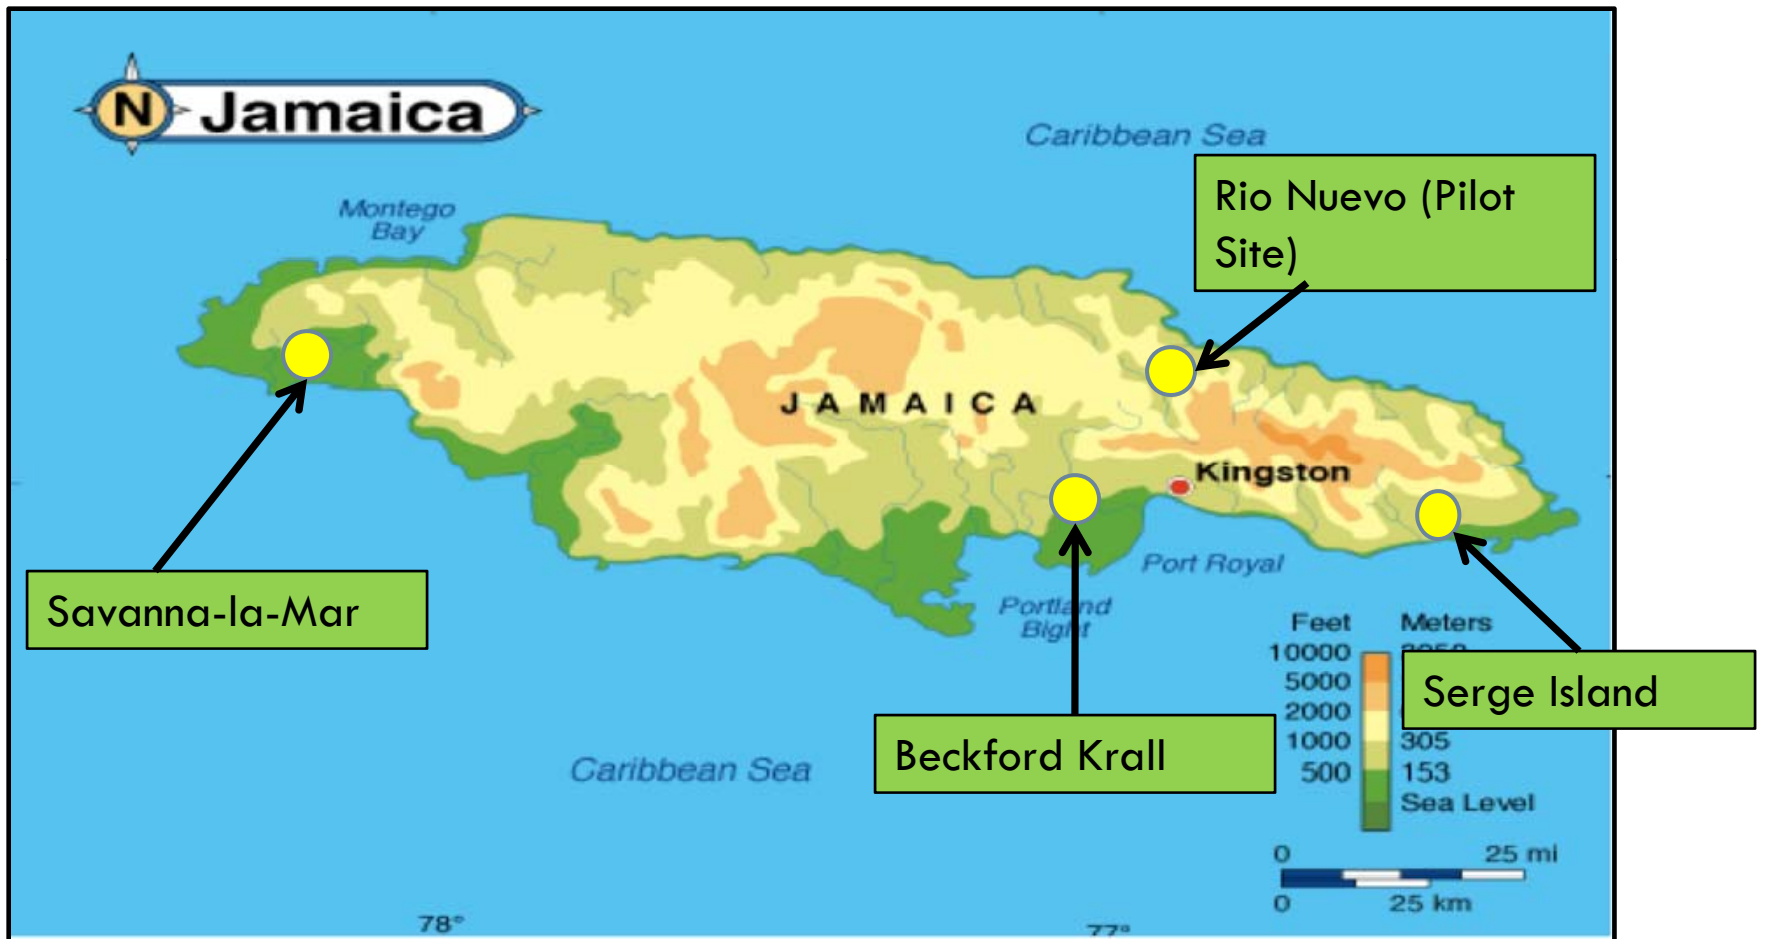 N Jamaica
Caribbean Sea
Rio Nuevo (Pilot
Site)
Montego
Bay
JAMAICA
Kingston
Port Royal
Portland
Bight
Savanna-la-Mar
Feet Meters
10000
5000
2000
1000 305
500 153
Sea Level
Serge Island
Beckford Krall
Caribbean Sea
0 25 mi
0 25 km
78°
77°